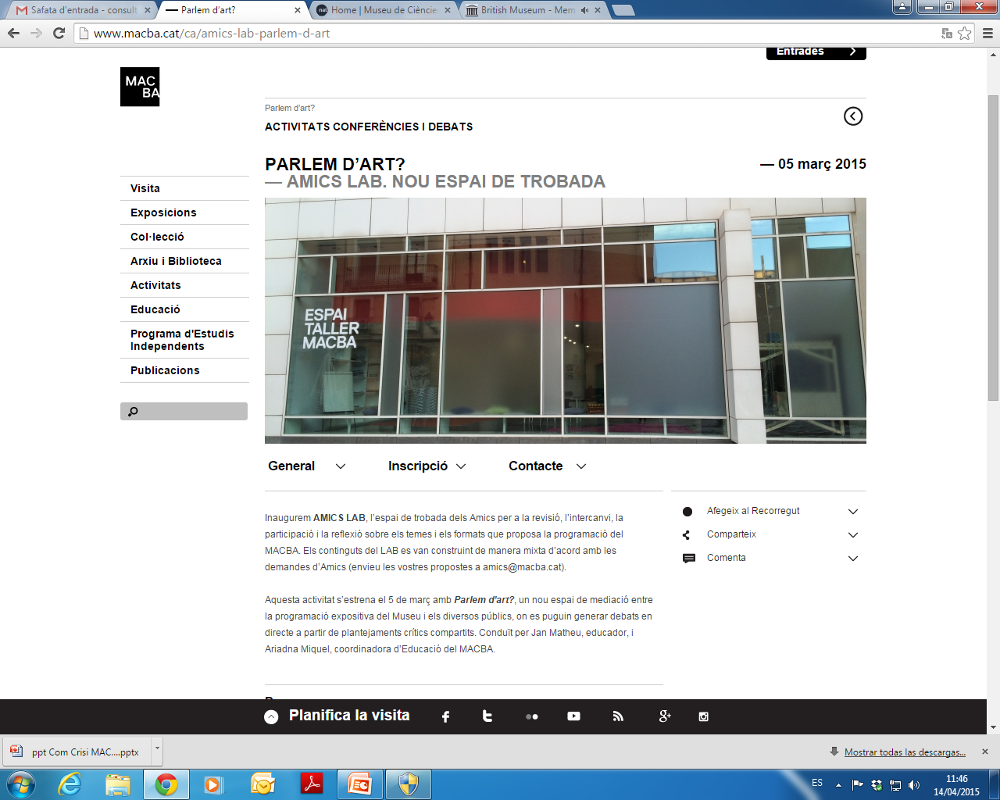 Safata d'entrada - consult
Parlem d'art?
Home | Museu de Ciències
British Museum - Mem
www.macba.cat/ca/amics-lab-parlem-d-art
Entrades
MAC
BA
Parlem d'art?
ACTIVITATS CONFERÈNCIES I DEBATS
PARLEM D'ART?
— 05 març 2015
— AMICS LAB. NOU ESPAI DE TROBADA
Visita
Exposicions
Col·lecció
Arxiu i Biblioteca
Activitats
Educació
Programa d'Estudis
Independents
Publicacions
ESPAI
TALLER
MACBA
General
Inscripció
Contacte
Inaugurem AMICS LAB, l'espai de trobada dels Amics per a la revisió, l'intercanvi, la
participació i la reflexió sobre els temes i els formats que proposa la programació del
MACBA. Els continguts del LAB es van construint de manera mixta d'acord amb les
demandes d'Amics (envieu les vostres propostes a amics@macba.cat).
Aquesta activitat s'estrena el 5 de març amb Parlem d'art?, un nou espai de mediació entre
la programació expositiva del Museu i els diversos públics, on es puguin generar debats en
directe a partir de plantejaments crítics compartits. Conduït per Jan Matheu, educador, i
Ariadna Miquel, coordinadora d'Educació del MACBA.
Afegeix al Recorregut
Comparteix
Comenta
Planifica la visita
ppt Com Crisi MAC....pptx
Mostrar todas las descargas...
ES
11:46
14/04/2015